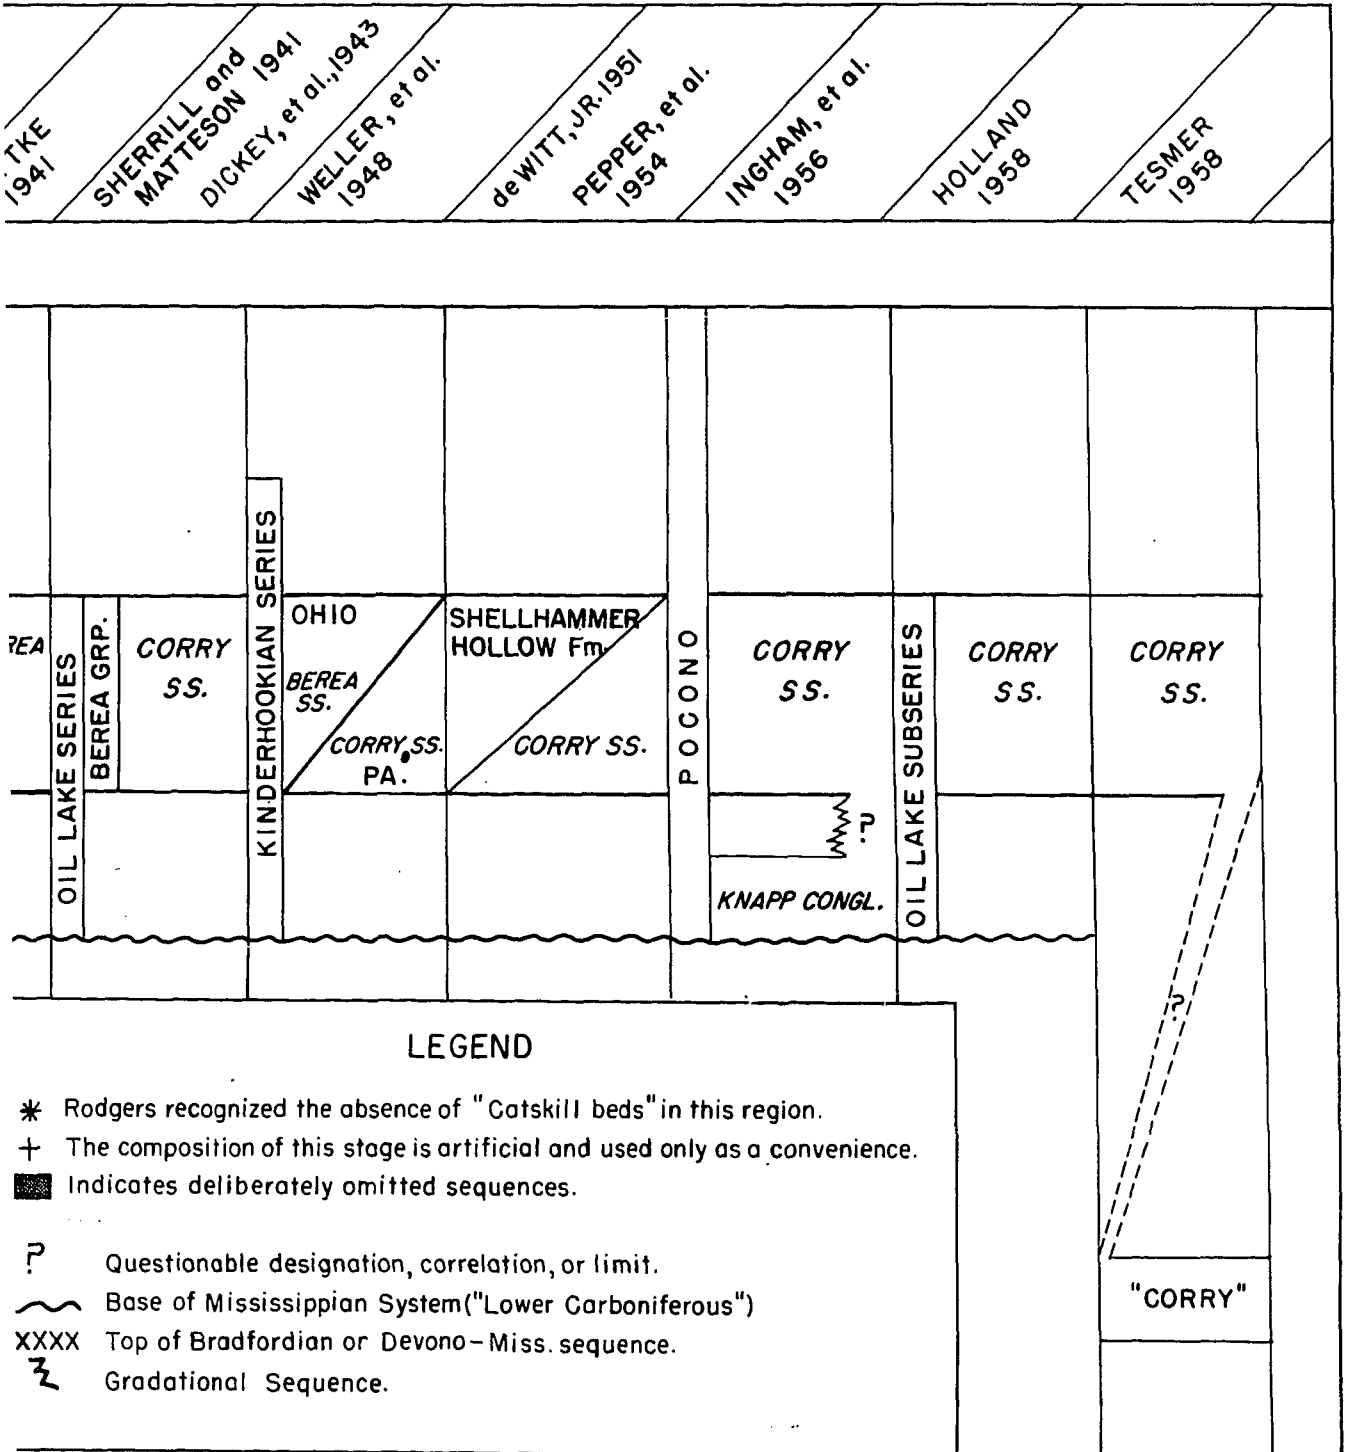 TKE
1941
SHERRILL and
MATTESON 1941
DICKEY, et al., 1943
WELLER, et al.
1948
deWITT, JR. 1951
PEPPER, et al.
1954
INGHAM, et al.
1956
HOLLAND
1958
TESMER
1958
REA
OIL LAKE SERIES
BEREA GRP.
CORRY
SS.
KINDERHOOKIAN SERIES
OHIO
BEREA
SS.
CORRY SS.
PA.
SHELLHAMMER
HOLLOW Fm.
CORRY SS.
POCONO
CORRY
SS.
?
KNAPP CONGL.
OIL LAKE SUBSERIES
CORRY
SS.
CORRY
SS.
?
"CORRY"
LEGEND
* Rodgers recognized the absence of "Catskill beds" in this region.
+ The composition of this stage is artificial and used only as a convenience.
Indicates deliberately omitted sequences.
? Questionable designation, correlation, or limit.
Base of Mississippian System ("Lower Carboniferous")
XXXX Top of Bradfordian or Devono-Miss. sequence.
Gradational Sequence.